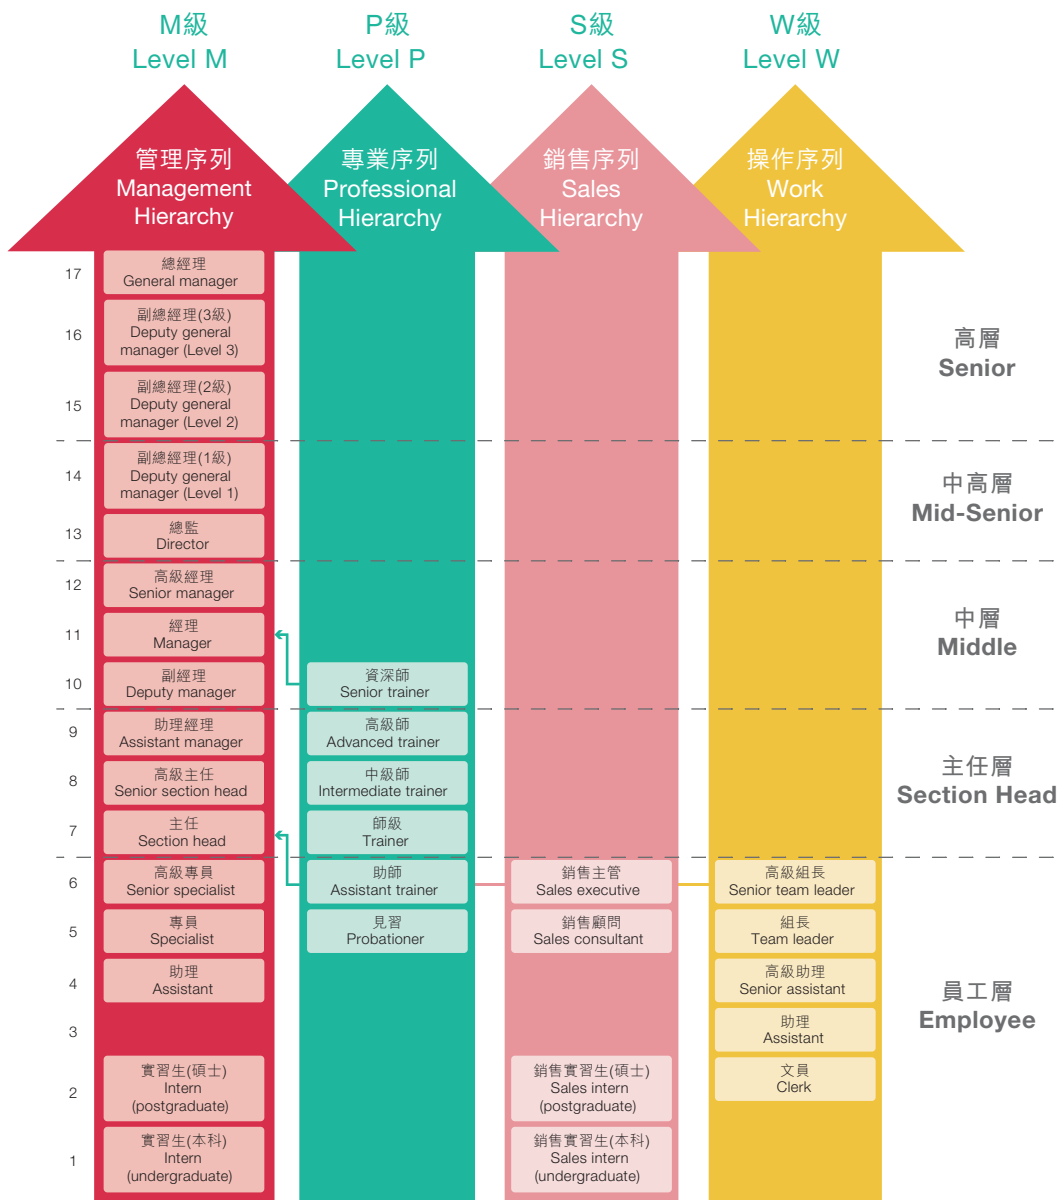 M級
Level M
P級
Level P
S級
Level S
W級
Level W
管理序列
Management
Hierarchy
專業序列
Professional
Hierarchy
銷售序列
Sales
Hierarchy
操作序列
Work
Hierarchy
17
總經理
General manager
16
副總經理(3級)
Deputy general
manager (Level 3)
15
副總經理(2級)
Deputy general
manager (Level 2)
高層
Senior
14
副總經理(1級)
Deputy general
manager (Level 1)
13
總監
Director
中高層
Mid-Senior
12
高級經理
Senior manager
11
經理
Manager
10
副經理
Deputy manager
資深師
Senior trainer
中層
Middle
9
助理經理
Assistant manager
高級師
Advanced trainer
8
高級主任
Senior section head
中級師
Intermediate trainer
7
主任
Section head
師級
Trainer
主任層
Section Head
6
高級專員
Senior specialist
助師
Assistant trainer
銷售主管
Sales executive
高級組長
Senior team leader
5
專員
Specialist
見習
Probationer
銷售顧問
Sales consultant
組長
Team leader
4
助理
Assistant
高級助理
Senior assistant
3
助理
Assistant
2
實習生(碩士)
Intern
(postgraduate)
銷售實習生(碩士)
Sales intern
(postgraduate)
文員
Clerk
1
實習生(本科)
Intern
(undergraduate)
銷售實習生(本科)
Sales intern
(undergraduate)
員工層
Employee